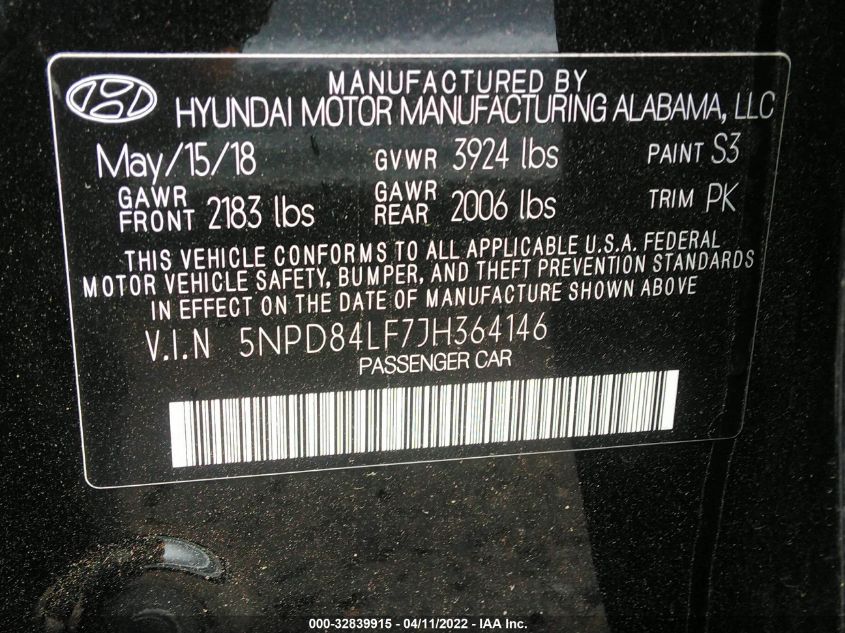 MANUFACTURED BY
HYUNDAI MOTOR MANUFACTURING ALABAMA, LLC
May/15/18 GVWR 3924 lbs PAINT S3
GAWR FRONT 2183 lbs GAWR REAR 2006 lbs TRIM PK
THIS VEHICLE CONFORMS TO ALL APPLICABLE U.S.A. FEDERAL
MOTOR VEHICLE SAFETY, BUMPER, AND THEFT PREVENTION STANDARDS
IN EFFECT ON THE DATE OF MANUFACTURE SHOWN ABOVE
V.I.N 5NPD84LF7JH364146
PASSENGER CAR
000-32839915 - 04/11/2022 - IAA Inc.